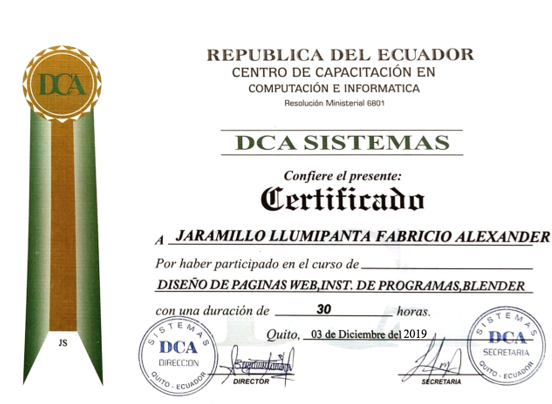 DCA
REPUBLICA DEL ECUADOR
CENTRO DE CAPACITACIÓN EN
COMPUTACIÓN E INFORMATICA
Resolución Ministerial 6801
DCA SISTEMAS
Confiere el presente:
Certificado
A JARAMILLO LLUMIPANTA FABRICIO ALEXANDER
Por haber participado en el curso de
DISEÑO DE PAGINAS WEB,INST. DE PROGRAMAS,BLENDER
con una duración de 30 horas.
Quito, 03 de Diciembre del 2019
JS
SISTEMAS
DCA
DIRECCION
QUITO - ECUADOR
DIRECTOR
SECRETARIA
SISTEMAS
DCA
SECRETARIA
QUITO - ECUADOR